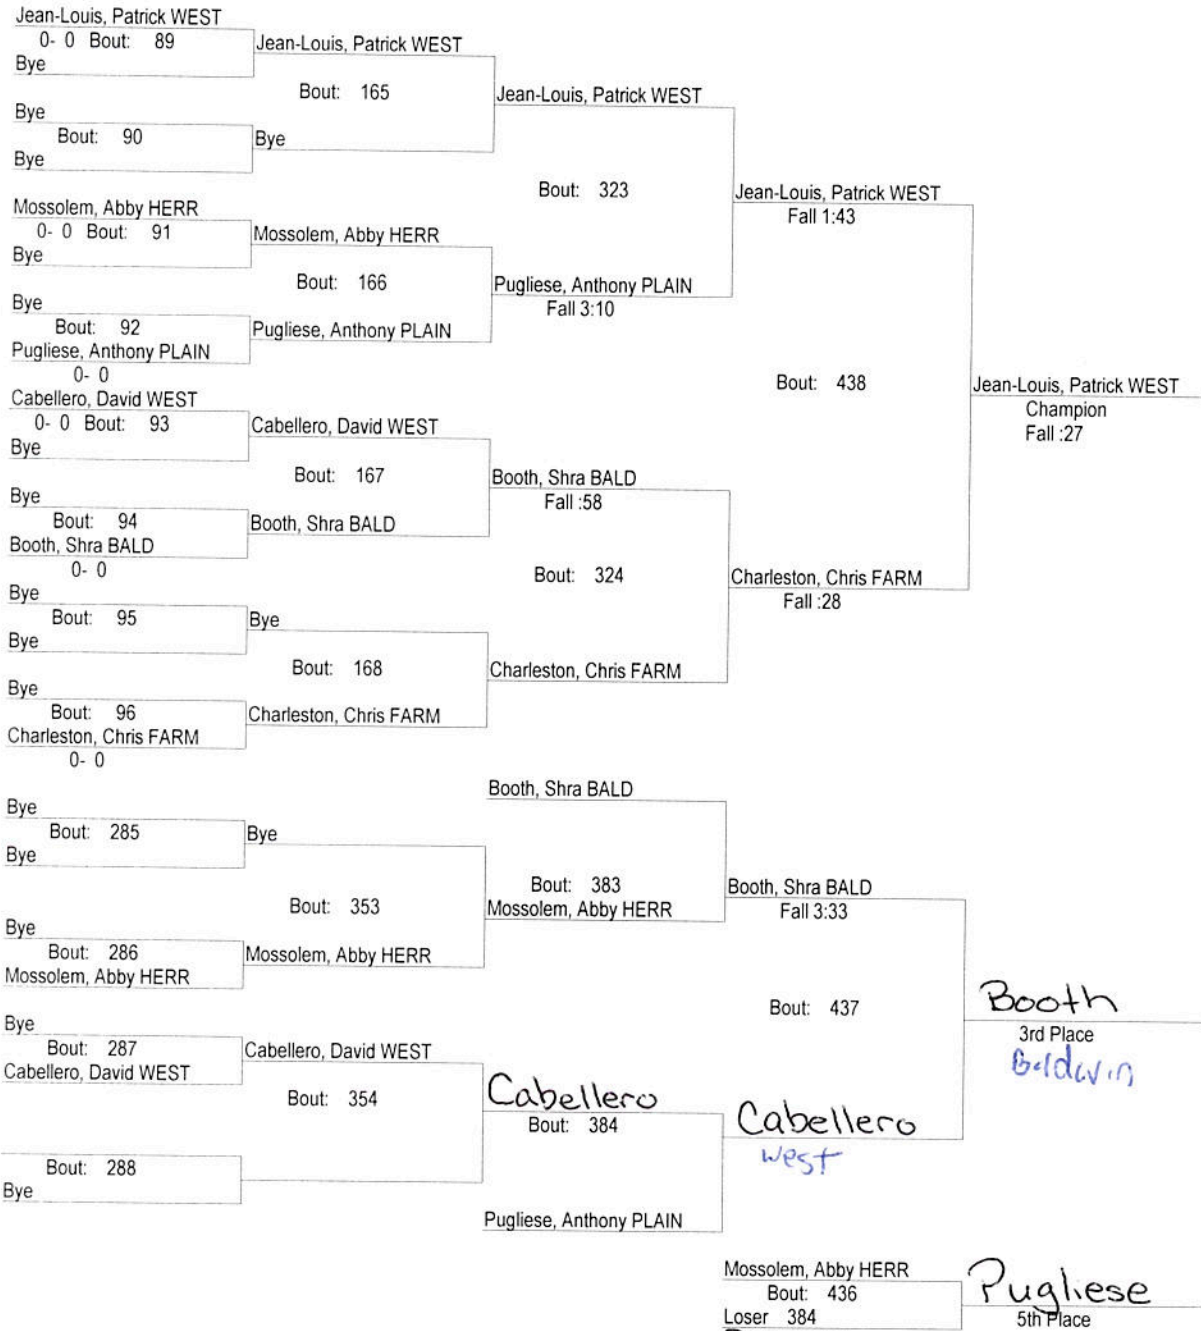 Jean-Louis, Patrick WEST
0- 0 Bout: 89
Bye
Jean-Louis, Patrick WEST
Bout: 165
Bye
Bout: 90
Bye
Bye
Jean-Louis, Patrick WEST
Bout: 323
Mossolem, Abby HERR
0- 0 Bout: 91
Bye
Mossolem, Abby HERR
Bout: 166
Bye
Bout: 92
Pugliese, Anthony PLAIN
0- 0
Pugliese, Anthony PLAIN
Pugliese, Anthony PLAIN
Fall 3:10
Jean-Louis, Patrick WEST
Fall 1:43
Bout: 438
Jean-Louis, Patrick WEST
Champion
Fall :27
Cabellero, David WEST
0- 0 Bout: 93
Bye
Cabellero, David WEST
Bout: 167
Bye
Bout: 94
Booth, Shra BALD
0- 0
Booth, Shra BALD
Booth, Shra BALD
Fall :58
Bout: 324
Bye
Bout: 95
Bye
Bye
Bout: 168
Bye
Bout: 96
Charleston, Chris FARM
0- 0
Charleston, Chris FARM
Charleston, Chris FARM
Charleston, Chris FARM
Fall :28
Bye
Bout: 285
Bye
Bye
Bout: 353
Bye
Bout: 286
Mossolem, Abby HERR
Mossolem, Abby HERR
Booth, Shra BALD
Bout: 383
Mossolem, Abby HERR
Booth, Shra BALD
Fall 3:33
Bout: 437
Booth
3rd Place
Baldwin
Bye
Bout: 287
Cabellero, David WEST
Cabellero, David WEST
Bout: 354
Bout: 288
Bye
Cabellero
Bout: 384
Pugliese, Anthony PLAIN
Cabellero
West
Mossolem, Abby HERR
Bout: 436
Loser 384
Pugliese
5th Place